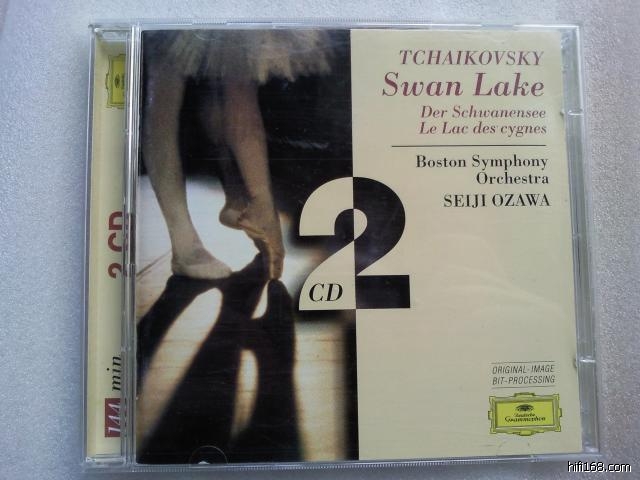 TCHAIKOVSKY
Swan Lake
Der Schwanensee
Le Lac des cygnes
Boston Symphony
Orchestra
SEIJI OZAWA
2
CD
ORIGINAL-IMAGE
BIT-PROCESSING
Deutsche
Grammophon
2 CD
144 min
hifi168.com